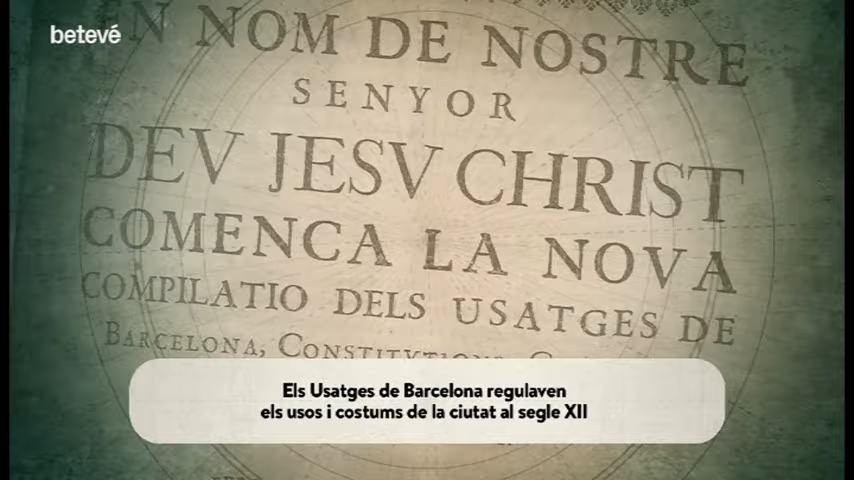 betevé
EN NOM DE NOSTRE
SENYOR
DEV JESV CHRIST
COMENCA LA NOVA
COMPILATIO DELS USATGES DE
BARCELONA,
Els Usatges de Barcelona regulaven
els usos i costums de la ciutat al segle XII